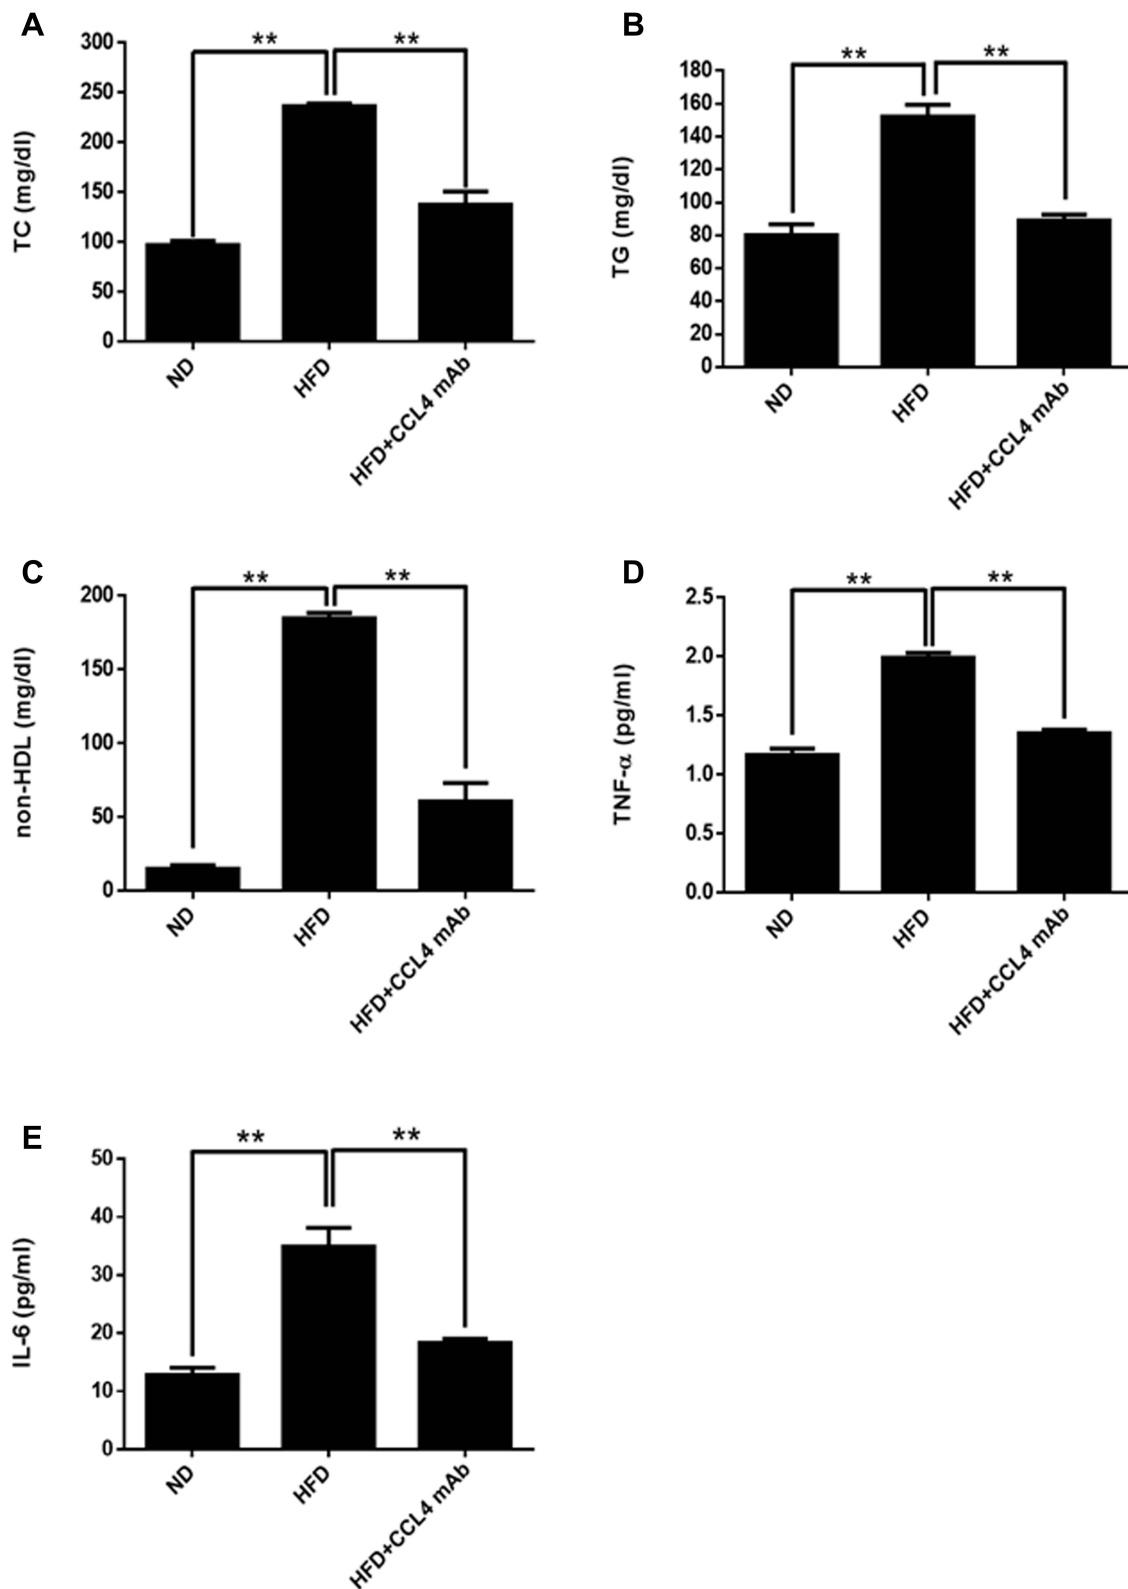 A
** **
300
250
200
150
100
50
0
TC (mg/dl)
ND
HFD
HFD+CCL4 mAb
B
** **
180
160
140
120
100
80
60
40
20
0
TG (mg/dl)
ND
HFD
HFD+CCL4 mAb
C
** **
200
150
100
50
0
non-HDL (mg/dl)
ND
HFD
HFD+CCL4 mAb
D
** **
2.5
2.0
1.5
1.0
0.5
0.0
TNF-α (pg/ml)
ND
HFD
HFD+CCL4 mAb
E
** **
50
40
30
20
10
0
IL-6 (pg/ml)
ND
HFD
HFD+CCL4 mAb